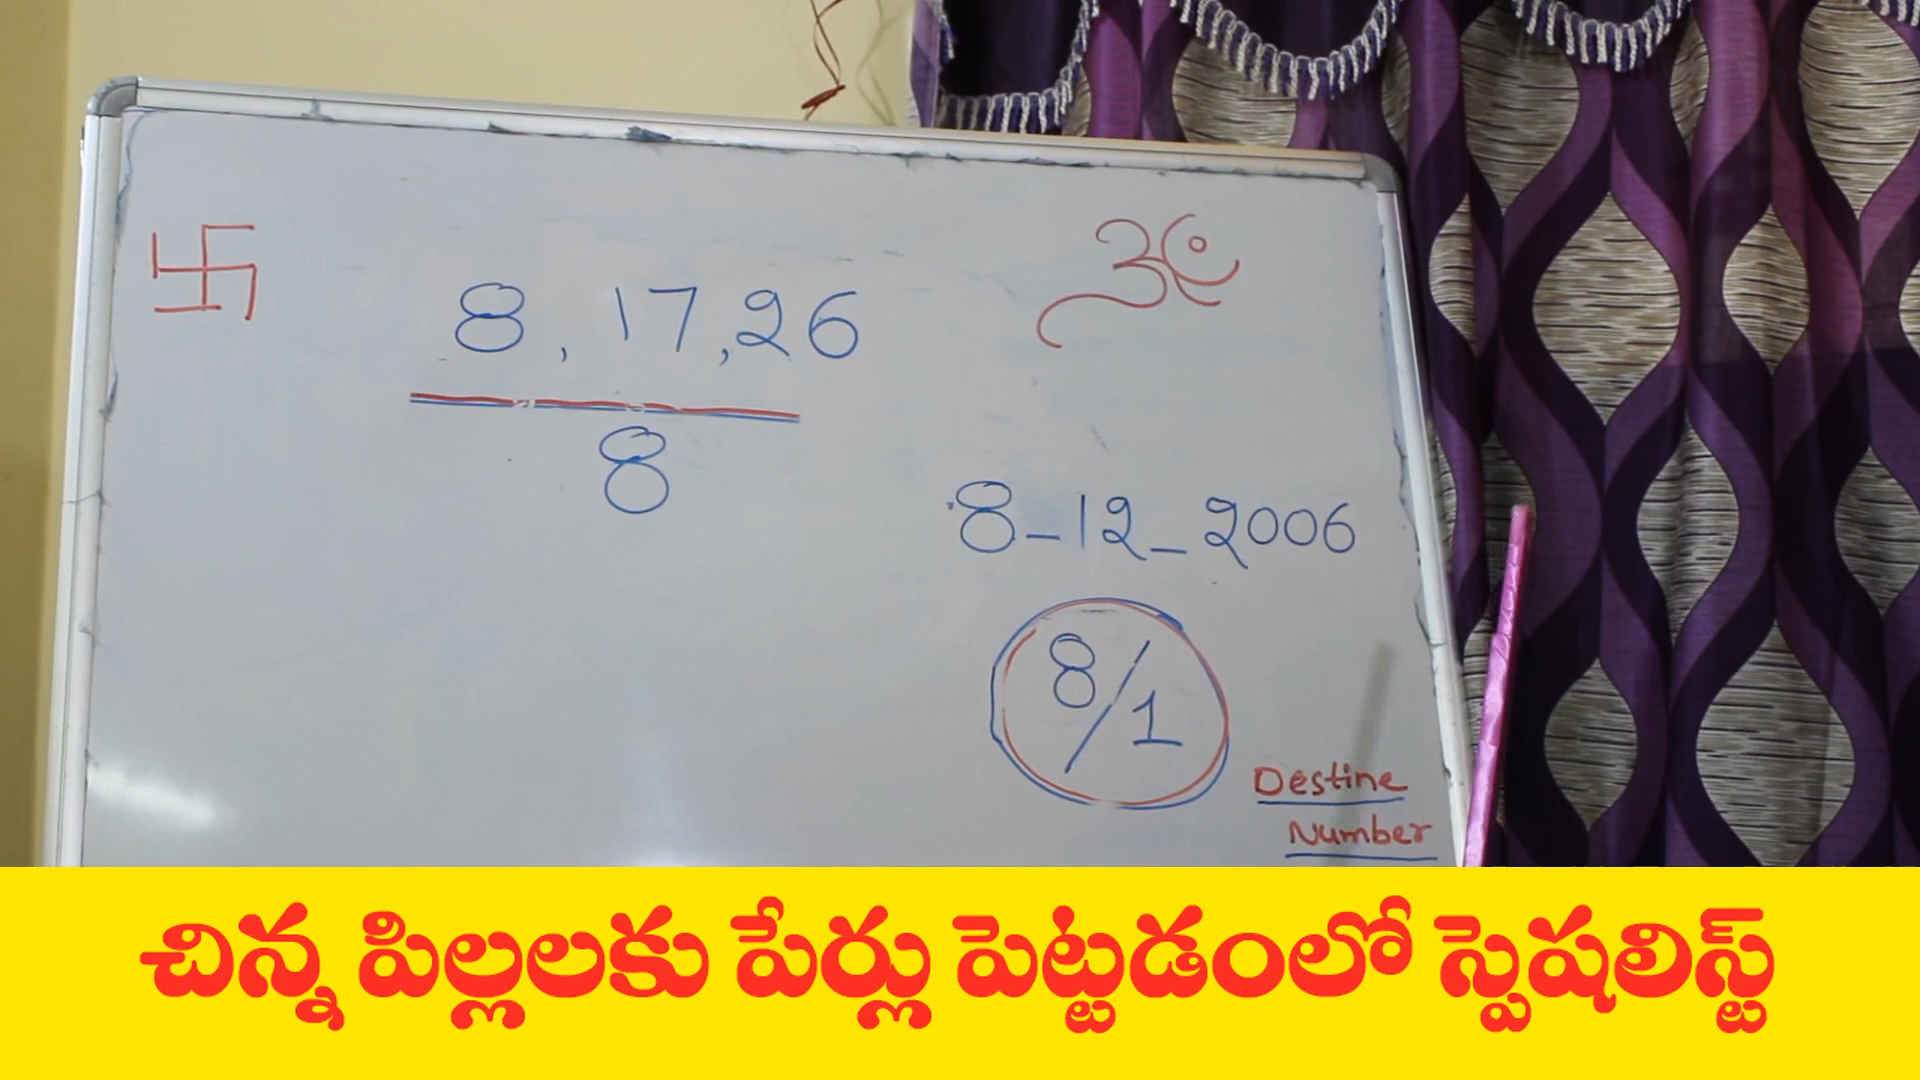 ॐ
8, 17, 26
8
8-12-2006
8/1
Destine
Number
చిన్న పిల్లలకు పేర్లు పెట్టడంలో స్పెషలిస్ట్